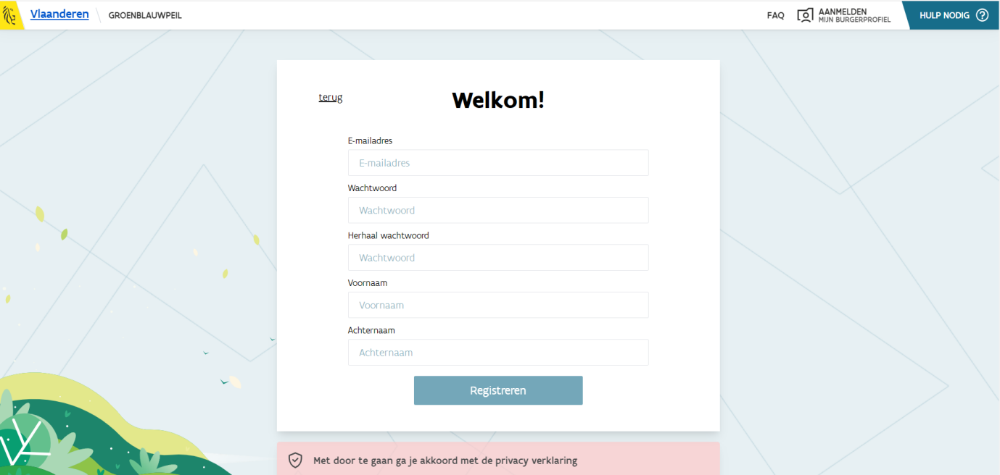 Vlaanderen
GROENBLAUWPEIL
FAQ
AANMELDEN
MIJN BURGERPROFIEL
HULP NODIG
terug
Welkom!
E-mailadres
E-mailadres
Wachtwoord
Wachtwoord
Herhaal wachtwoord
Wachtwoord
Voornaam
Voornaam
Achternaam
Achternaam
Registreren
Met door te gaan ga je akkoord met de privacy verklaring